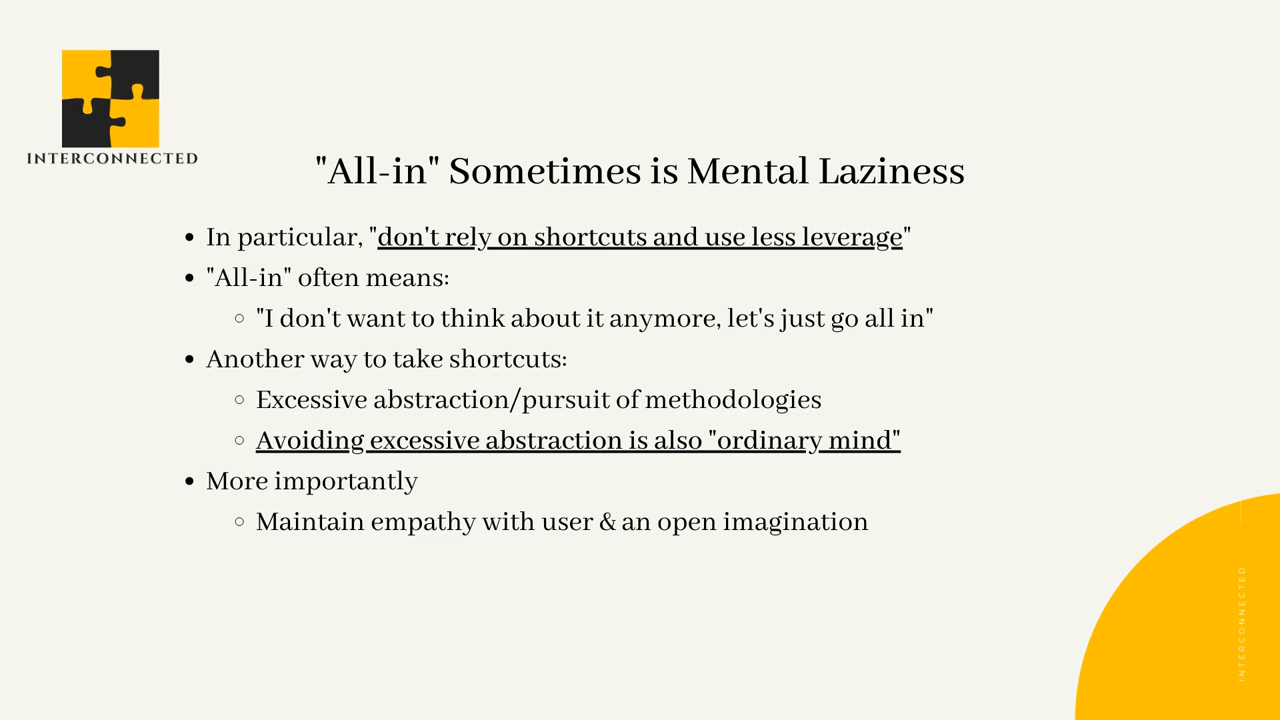 INTERCONNECTED
"All-in" Sometimes is Mental Laziness
In particular, "don't rely on shortcuts and use less leverage"
"All-in" often means:
"I don't want to think about it anymore, let's just go all in"
Another way to take shortcuts:
Excessive abstraction/pursuit of methodologies
Avoiding excessive abstraction is also "ordinary mind"
More importantly
Maintain empathy with user & an open imagination
INTERCONNECTED